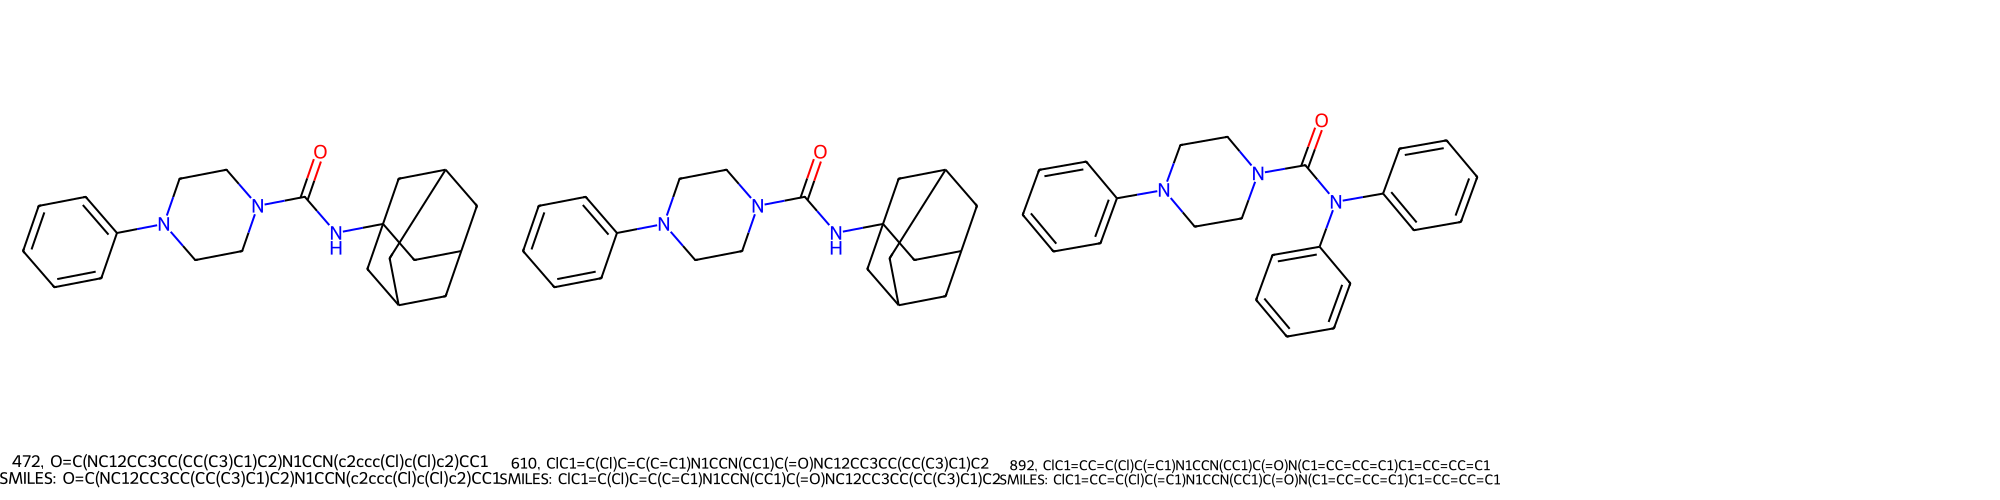 O
O
O
N
N
N
H
N
N
N
H
N
N
N
472, O=C(NC12CC3CC(CC(C3)C1)C2)N1CCN(c2ccc(Cl)c(Cl)c2)CC1
SMILES: O=C(NC12CC3CC(CC(C3)C1)C2)N1CCN(c2ccc(Cl)c(Cl)c2)CC1
610, ClC1=C(Cl)C=C(C=C1)N1CCN(CC1)C(=O)NC12CC3CC(CC(C3)C1)C2
SMILES: ClC1=C(Cl)C=C(C=C1)N1CCN(CC1)C(=O)NC12CC3CC(CC(C3)C1)C2
892, ClC1=CC=C(Cl)C(=C1)N1CCN(CC1)C(=O)N(C1=CC=CC=C1)C1=CC=CC=C1
SMILES: ClC1=CC=C(Cl)C(=C1)N1CCN(CC1)C(=O)N(C1=CC=CC=C1)C1=CC=CC=C1